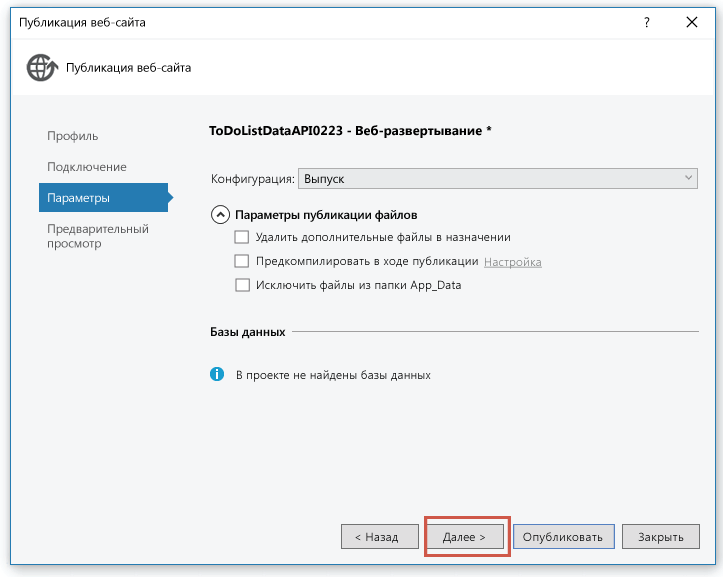 Публикация веб-сайта
?
Публикация веб-сайта
Профиль
Подключение
Параметры
Предварительный
просмотр
ToDoListDataAPI0223 - Веб-развертывание *
Конфигурация: Выпуск
Параметры публикации файлов
Удалить дополнительные файлы в назначении
Предкомпилировать в ходе публикации Настройка
Исключить файлы из папки App_Data
Базы данных
В проекте не найдены базы данных
< Назад
Далее >
Опубликовать
Закрыть